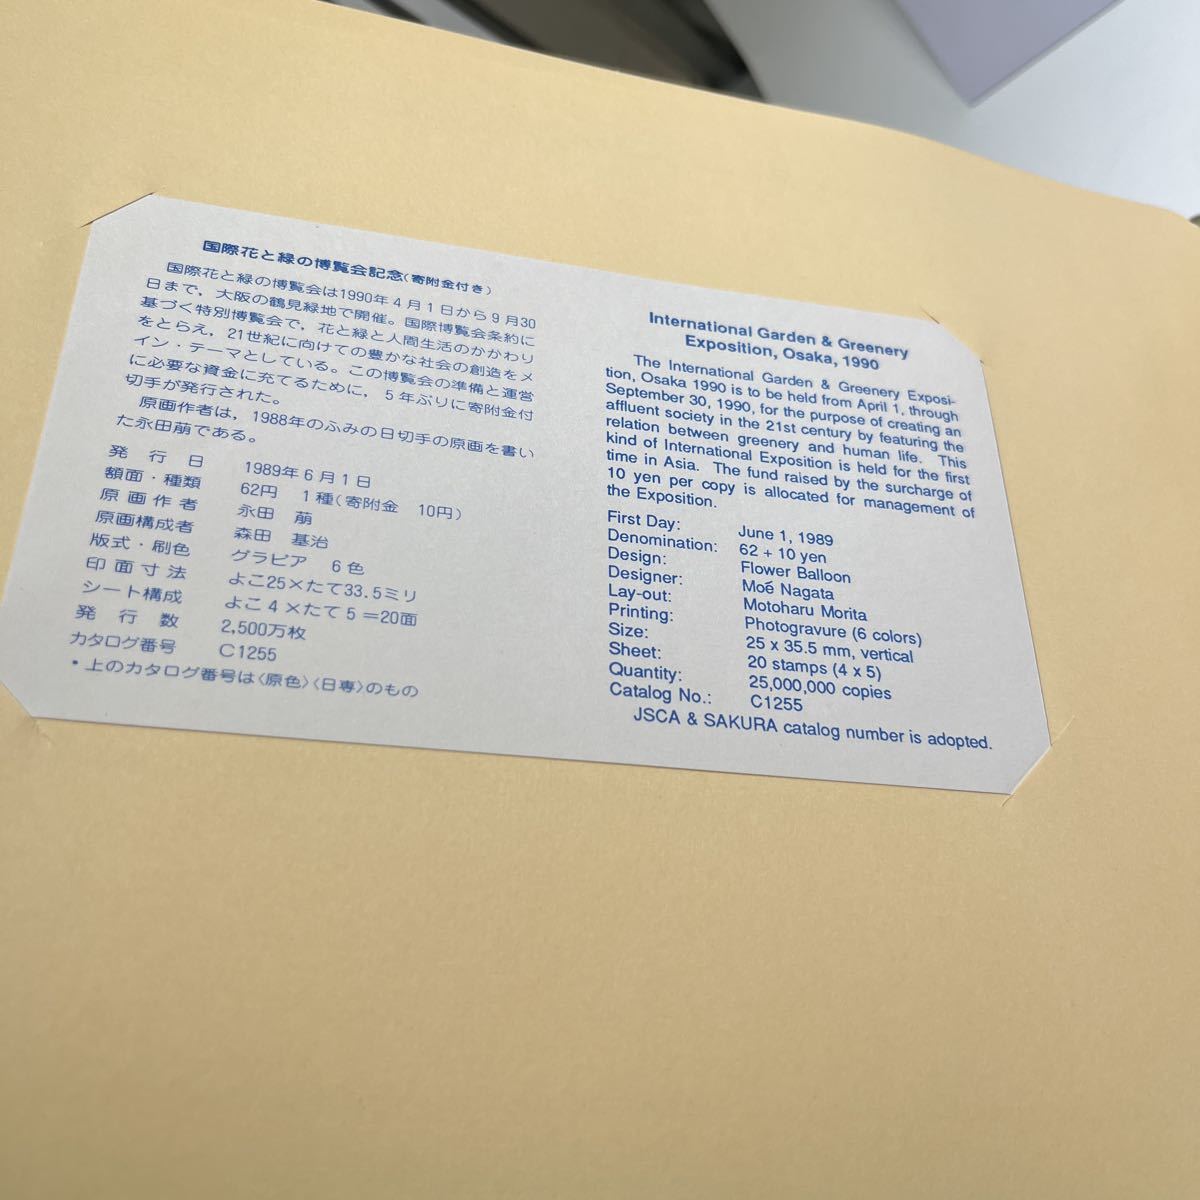 国際花と緑の博覧会記念(寄附金付き)
国際花と緑の博覧会は1990年4月1日から9月30
日まで，大阪の鶴見緑地で開催。国際博覧会条約に
基づく特別博覧会で，花と緑と人間生活のかかわり
をとらえ，21世紀に向けての豊かな社会の創造をメ
イン・テーマとしている。この博覧会の準備と運営
に必要な資金に充てるために，5年ぶりに寄附金付
切手が発行された。
原画作者は，1988年のふみの日切手の原画を書い
た永田萠である。
発行日 1989年6月1日
額面・種類 62円 1種(寄附金 10円)
原画作者 永田 萠
原画構成者 森田 基治
版式・刷色 グラビア 6色
印面寸法 よこ25×たて33.5ミリ
シート構成 よこ4×たて5＝20面
発行数 2,500万枚
カタログ番号 C1255
*上のカタログ番号は〈原色〉〈日専〉のもの
International Garden & Greenery
Exposition, Osaka, 1990
The International Garden & Greenery Exposi-
tion, Osaka 1990 is to be held from April 1, through
September 30, 1990, for the purpose of creating an
affluent society in the 21st century by featuring the
relation between greenery and human life. This
kind of International Exposition is held for the first
time in Asia. The fund raised by the surcharge of
10 yen per copy is allocated for management of
the Exposition.
First Day: June 1, 1989
Denomination: 62 + 10 yen
Design: Flower Balloon
Designer: Moé Nagata
Lay-out: Motoharu Morita
Printing: Photogravure (6 colors)
Size: 25 x 35.5 mm, vertical
Sheet: 20 stamps (4 x 5)
Quantity: 25,000,000 copies
Catalog No.: C1255
JSCA & SAKURA catalog number is adopted.